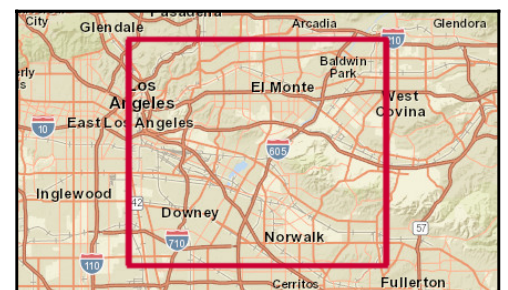 Pasadena
City
Glendale
Arcadia
Glendora
210
erly
s
Baldwin
Park
Los
Angeles
El Monte
West
Covina
10
East Los Angeles
605
Inglewood
42
Downey
710
Norwalk
57
110
Cerritos
Fullerton